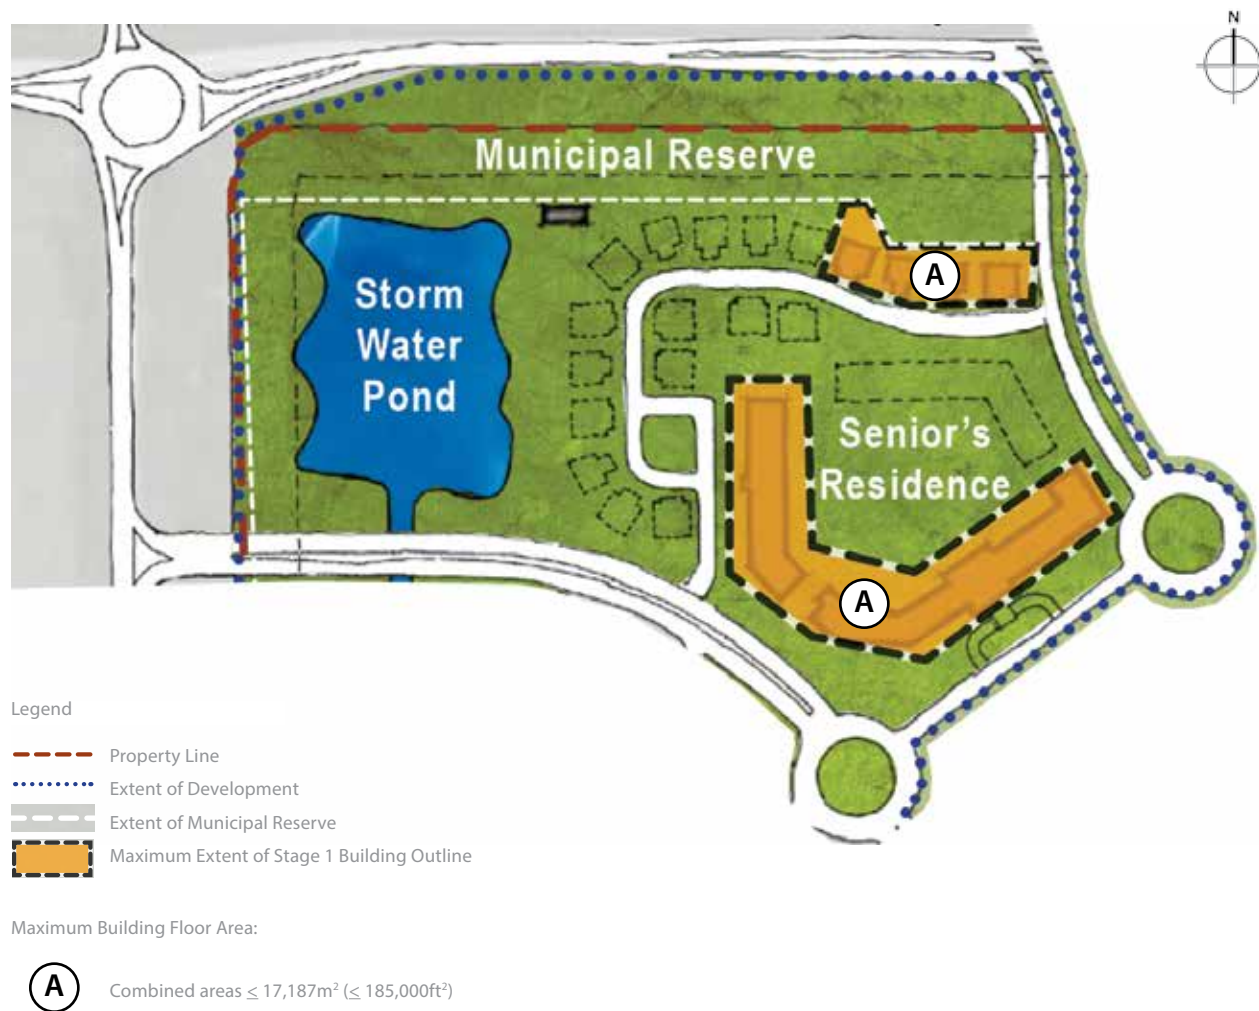 N
Municipal Reserve
Storm
Water
Pond
A
Senior's
Residence
A
Legend
Property Line
Extent of Development
Extent of Municipal Reserve
Maximum Extent of Stage 1 Building Outline
Maximum Building Floor Area:
A Combined areas ≤ 17,187m² (≤ 185,000ft²)